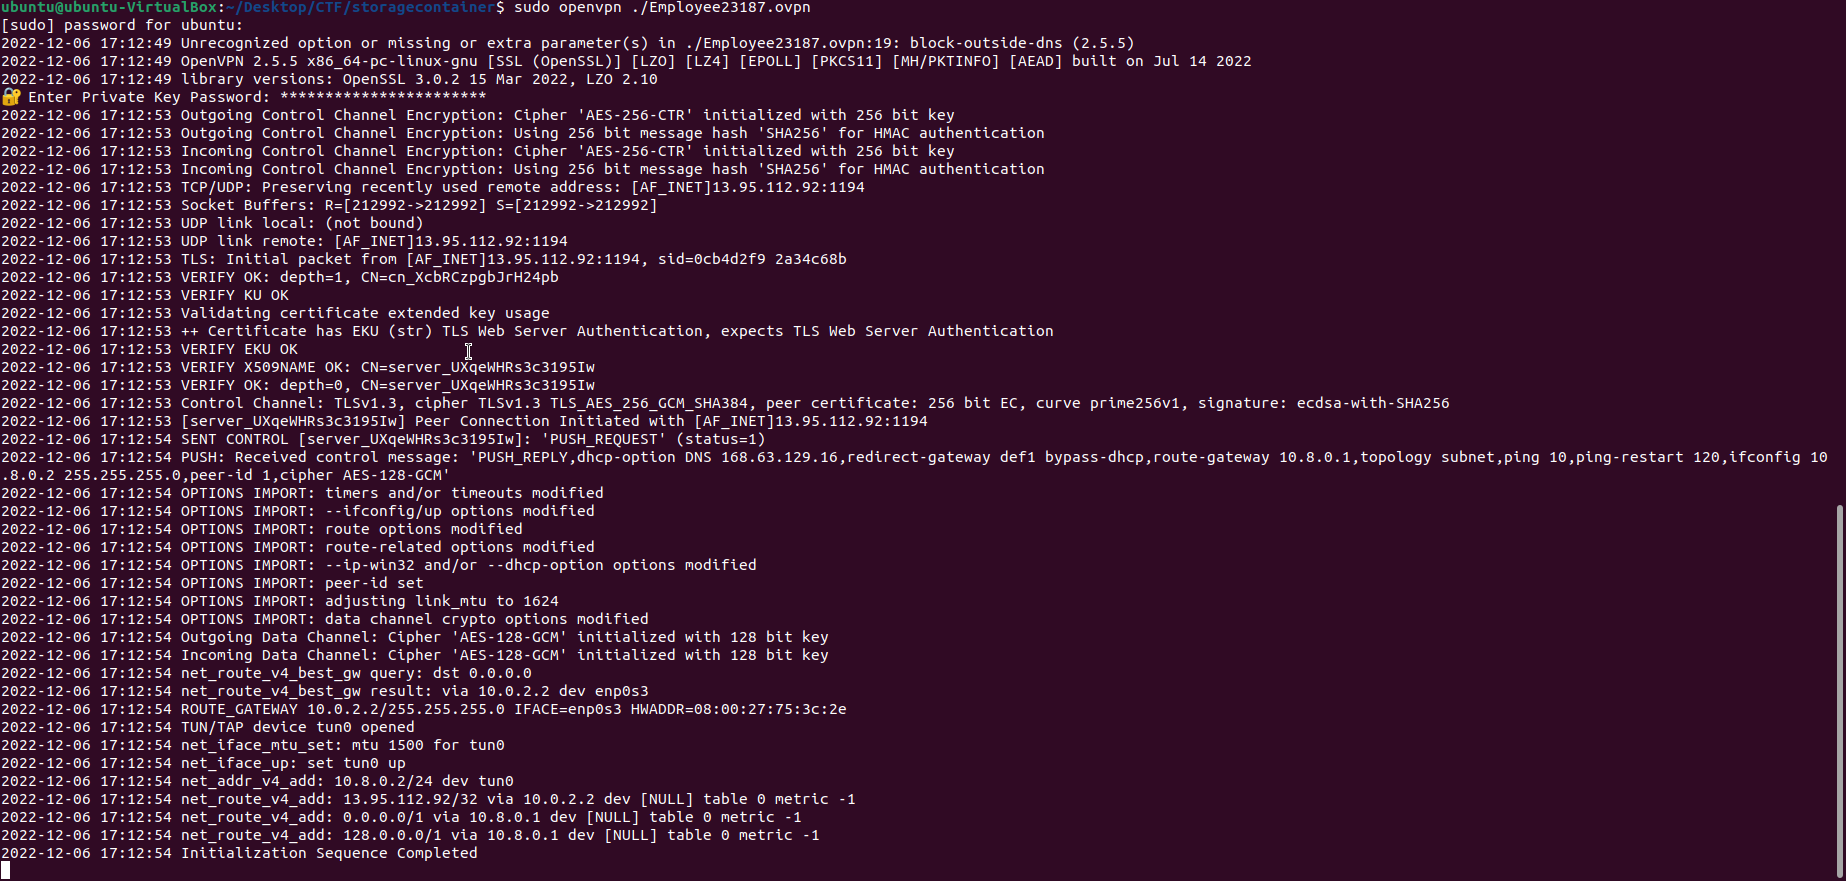 ubuntu@ubuntu-VirtualBox:~/Desktop/CTF/storagecontainer$ sudo openvpn ./Employee23187.ovpn
[sudo] password for ubuntu:
2022-12-06 17:12:49 Unrecognized option or missing or extra parameter(s) in ./Employee23187.ovpn:19: block-outside-dns (2.5.5)
2022-12-06 17:12:49 OpenVPN 2.5.5 x86_64-pc-linux-gnu [SSL (OpenSSL)] [LZO] [LZ4] [EPOLL] [PKCS11] [MH/PKTINFO] [AEAD] built on Jul 14 2022
2022-12-06 17:12:49 library versions: OpenSSL 3.0.2 15 Mar 2022, LZO 2.10
🔐 Enter Private Key Password: ***********************
2022-12-06 17:12:53 Outgoing Control Channel Encryption: Cipher 'AES-256-CTR' initialized with 256 bit key
2022-12-06 17:12:53 Outgoing Control Channel Encryption: Using 256 bit message hash 'SHA256' for HMAC authentication
2022-12-06 17:12:53 Incoming Control Channel Encryption: Cipher 'AES-256-CTR' initialized with 256 bit key
2022-12-06 17:12:53 Incoming Control Channel Encryption: Using 256 bit message hash 'SHA256' for HMAC authentication
2022-12-06 17:12:53 TCP/UDP: Preserving recently used remote address: [AF_INET]13.95.112.92:1194
2022-12-06 17:12:53 Socket Buffers: R=[212992->212992] S=[212992->212992]
2022-12-06 17:12:53 UDP link local: (not bound)
2022-12-06 17:12:53 UDP link remote: [AF_INET]13.95.112.92:1194
2022-12-06 17:12:53 TLS: Initial packet from [AF_INET]13.95.112.92:1194, sid=0cb4d2f9 2a34c68b
2022-12-06 17:12:53 VERIFY OK: depth=1, CN=cn_XcbRCzpgbJrH24pb
2022-12-06 17:12:53 VERIFY KU OK
2022-12-06 17:12:53 Validating certificate extended key usage
2022-12-06 17:12:53 ++ Certificate has EKU (str) TLS Web Server Authentication, expects TLS Web Server Authentication
2022-12-06 17:12:53 VERIFY EKU OK
2022-12-06 17:12:53 VERIFY X509NAME OK: CN=server_UXqeWHRs3c3195Iw
2022-12-06 17:12:53 VERIFY OK: depth=0, CN=server_UXqeWHRs3c3195Iw
2022-12-06 17:12:53 Control Channel: TLSv1.3, cipher TLSv1.3 TLS_AES_256_GCM_SHA384, peer certificate: 256 bit EC, curve prime256v1, signature: ecdsa-with-SHA256
2022-12-06 17:12:53 [server_UXqeWHRs3c3195Iw] Peer Connection Initiated with [AF_INET]13.95.112.92:1194
2022-12-06 17:12:54 SENT CONTROL [server_UXqeWHRs3c3195Iw]: 'PUSH_REQUEST' (status=1)
2022-12-06 17:12:54 PUSH: Received control message: 'PUSH_REPLY,dhcp-option DNS 168.63.129.16,redirect-gateway def1 bypass-dhcp,route-gateway 10.8.0.1,topology subnet,ping 10,ping-restart 120,ifconfig 10
.8.0.2 255.255.255.0,peer-id 1,cipher AES-128-GCM'
2022-12-06 17:12:54 OPTIONS IMPORT: timers and/or timeouts modified
2022-12-06 17:12:54 OPTIONS IMPORT: --ifconfig/up options modified
2022-12-06 17:12:54 OPTIONS IMPORT: route options modified
2022-12-06 17:12:54 OPTIONS IMPORT: route-related options modified
2022-12-06 17:12:54 OPTIONS IMPORT: --ip-win32 and/or --dhcp-option options modified
2022-12-06 17:12:54 OPTIONS IMPORT: peer-id set
2022-12-06 17:12:54 OPTIONS IMPORT: adjusting link_mtu to 1624
2022-12-06 17:12:54 OPTIONS IMPORT: data channel crypto options modified
2022-12-06 17:12:54 Outgoing Data Channel: Cipher 'AES-128-GCM' initialized with 128 bit key
2022-12-06 17:12:54 Incoming Data Channel: Cipher 'AES-128-GCM' initialized with 128 bit key
2022-12-06 17:12:54 net_route_v4_best_gw query: dst 0.0.0.0
2022-12-06 17:12:54 net_route_v4_best_gw result: via 10.0.2.2 dev enp0s3
2022-12-06 17:12:54 ROUTE_GATEWAY 10.0.2.2/255.255.255.0 IFACE=enp0s3 HWADDR=08:00:27:75:3c:2e
2022-12-06 17:12:54 TUN/TAP device tun0 opened
2022-12-06 17:12:54 net_iface_mtu_set: mtu 1500 for tun0
2022-12-06 17:12:54 net_iface_up: set tun0 up
2022-12-06 17:12:54 net_addr_v4_add: 10.8.0.2/24 dev tun0
2022-12-06 17:12:54 net_route_v4_add: 13.95.112.92/32 via 10.0.2.2 dev [NULL] table 0 metric -1
2022-12-06 17:12:54 net_route_v4_add: 0.0.0.0/1 via 10.8.0.1 dev [NULL] table 0 metric -1
2022-12-06 17:12:54 net_route_v4_add: 128.0.0.0/1 via 10.8.0.1 dev [NULL] table 0 metric -1
2022-12-06 17:12:54 Initialization Sequence Completed